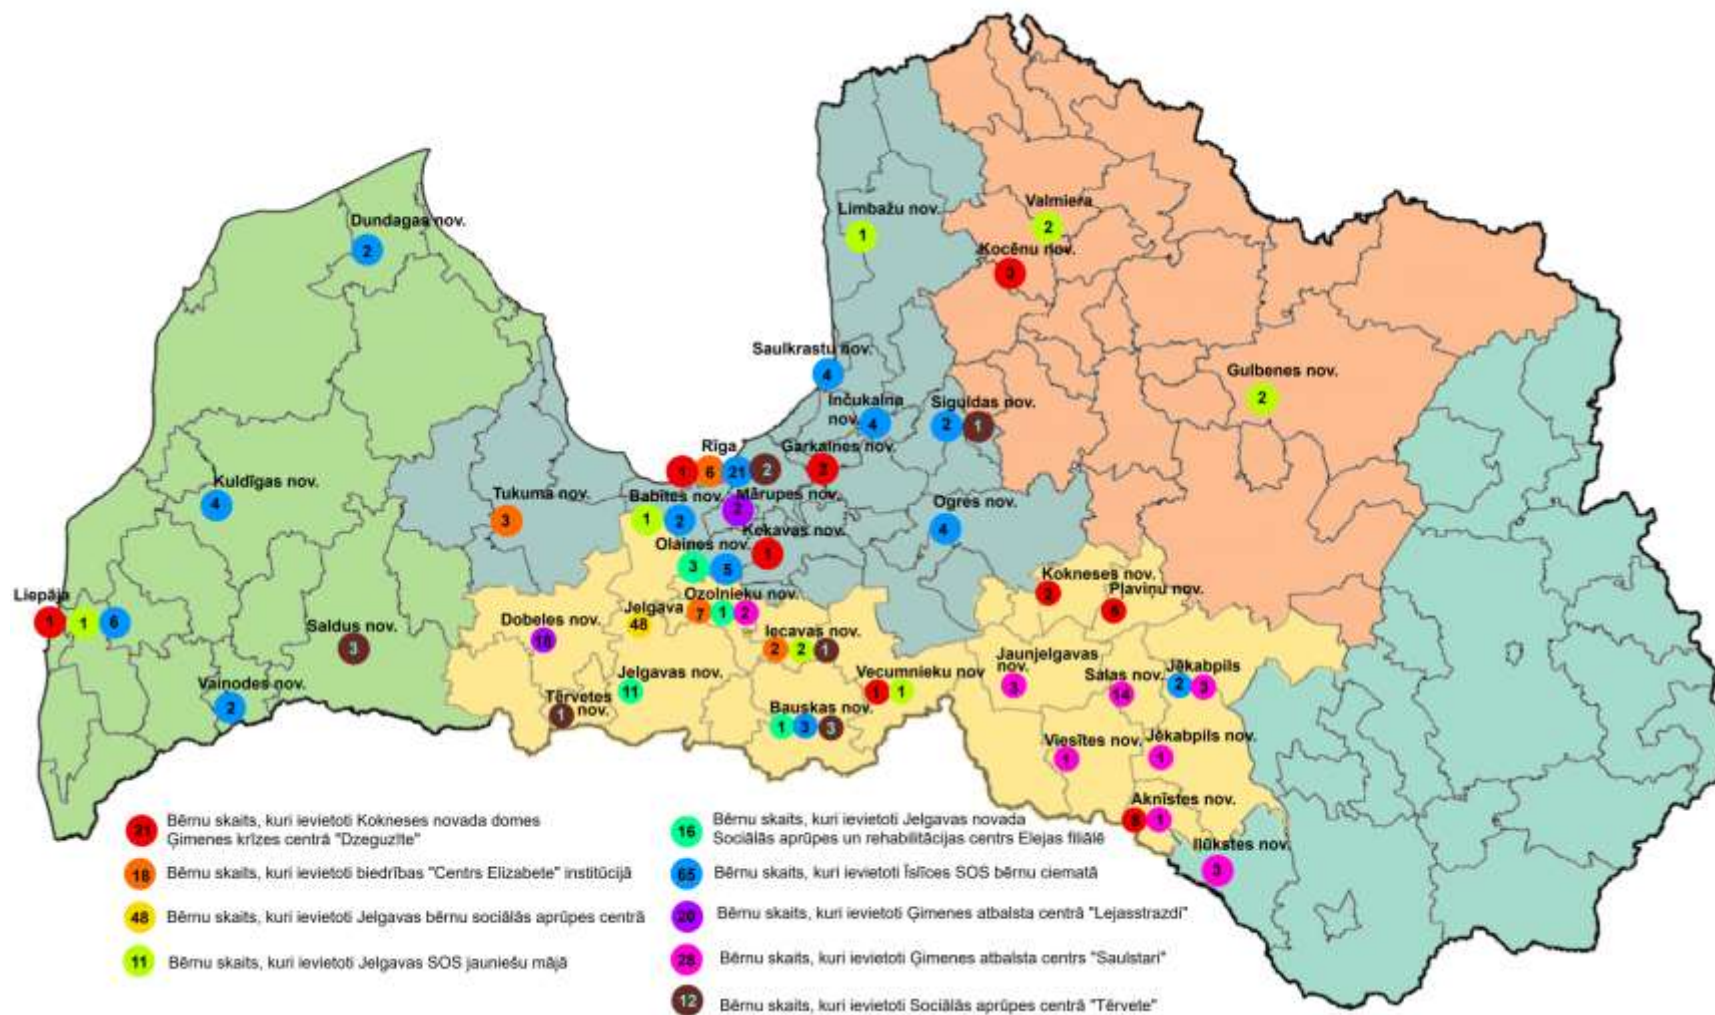 Dundagas nov.
2
Limbažu nov.
1
Valmiera
2
Kocēnu nov.
Saulkrastu nov.
4
Inčukalna
nov.
4
Siguldas nov.
2 1
Gulbenes nov.
2
Rīga
1 6 21 2
Garkalnes nov.
Kuldīgas nov.
4
Tukuma nov.
3
Babītes nov.
1 2
Mārupes nov.
2
Ogres nov.
4
Ķekavas nov.
1
Olaines nov.
3 5
Kokneses nov.
2
Pļaviņu nov.
Liepāja
1 1 6
Saldus nov.
3
Dobeles nov.
18
Jelgava
48
Ozolnieku nov.
7 1 2
Iecavas nov.
2 2 1
Jaunjelgavas
nov.
3
Salas nov.
14
Jēkabpils
2 3
Vainodes nov.
2
Tērvetes
nov.
1
Jelgavas nov.
11
Vecumnieku nov
1 1
Bauskas nov.
1 3 3
Viesītes nov.
1
Jēkabpils nov.
1
Aknīstes nov.
1
Ilūkstes nov.
3
21 Bērnu skaits, kuri ievietoti Kokneses novada domes
Ģimenes krīzes centrā "Dzeguzīte"
18 Bērnu skaits, kuri ievietoti biedrības "Centrs Elizabete" institūcijā
48 Bērnu skaits, kuri ievietoti Jelgavas bērnu sociālās aprūpes centrā
11 Bērnu skaits, kuri ievietoti Jelgavas SOS jauniešu mājā
16 Bērnu skaits, kuri ievietoti Jelgavas novada
Sociālās aprūpes un rehabilitācijas centrs Elejas filiālē
65 Bērnu skaits, kuri ievietoti Īslīces SOS bērnu ciematā
20 Bērnu skaits, kuri ievietoti Ģimenes atbalsta centrā "Lejasstrazdi"
28 Bērnu skaits, kuri ievietoti Ģimenes atbalsta centrs "Saulstari"
12 Bērnu skaits, kuri ievietoti Sociālās aprūpes centrā "Tērvete"